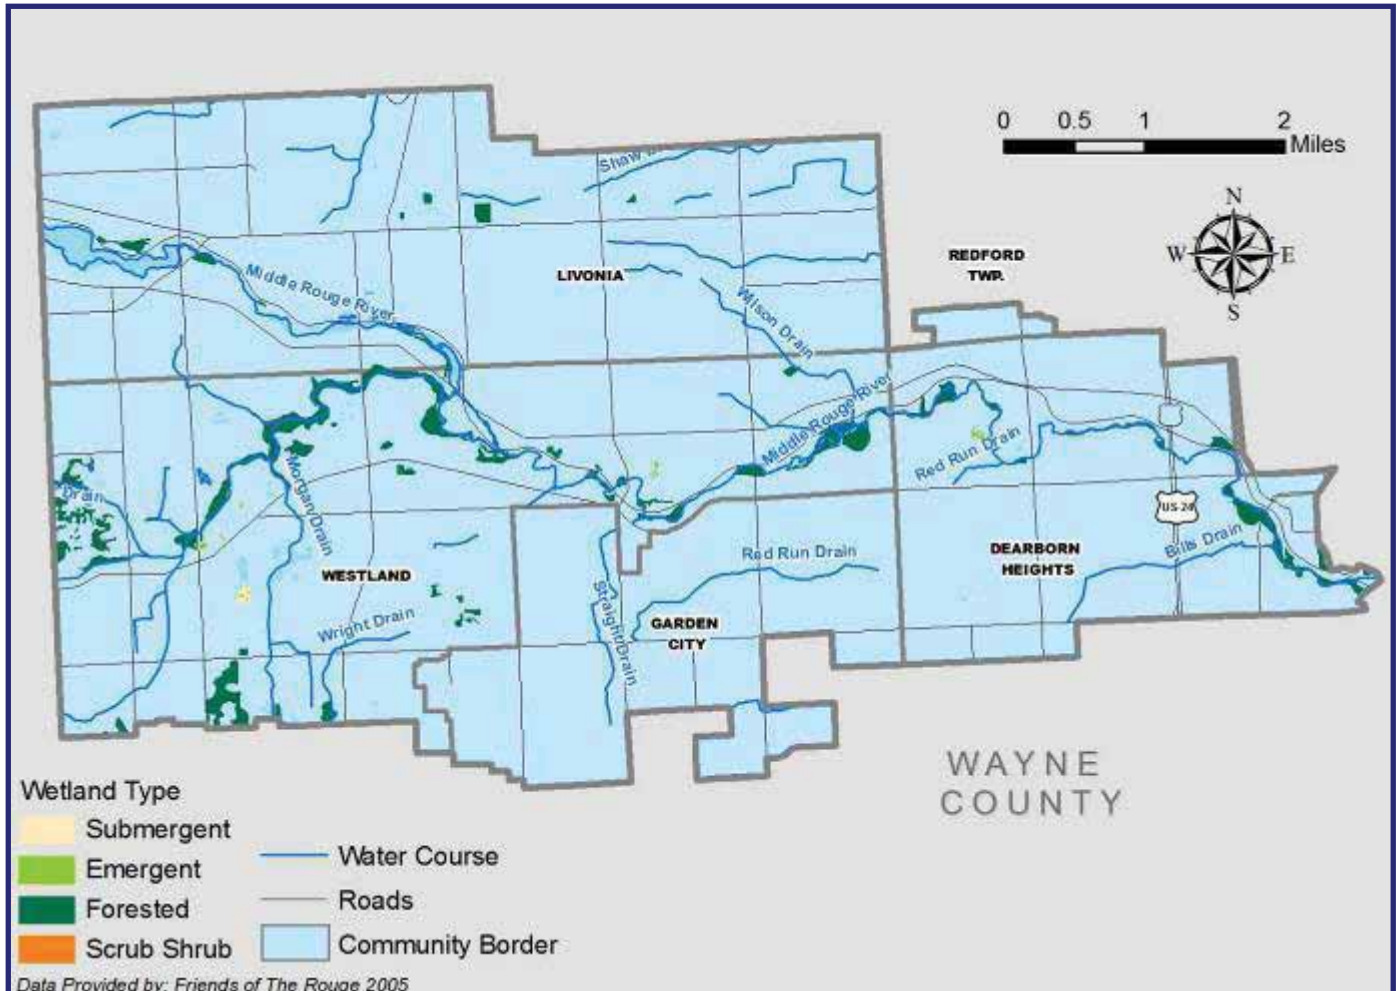 0 0.5 1 2
Miles
N
W E
S
Shaw
REDFORD
TWP.
LIVONIA
Middle Rouge River
Wilson Drain
Middle Rouge River
Red Run Drain
Drain
Morgan Drain
US-24
Bills Drain
Red Run Drain
DEARBORN
HEIGHTS
WESTLAND
Straight Drain
Wright Drain
GARDEN
CITY
WAYNE
COUNTY
Wetland Type
Submergent
Emergent
Forested
Scrub Shrub
Water Course
Roads
Community Border
Data Provided by: Friends of The Rouge 2005